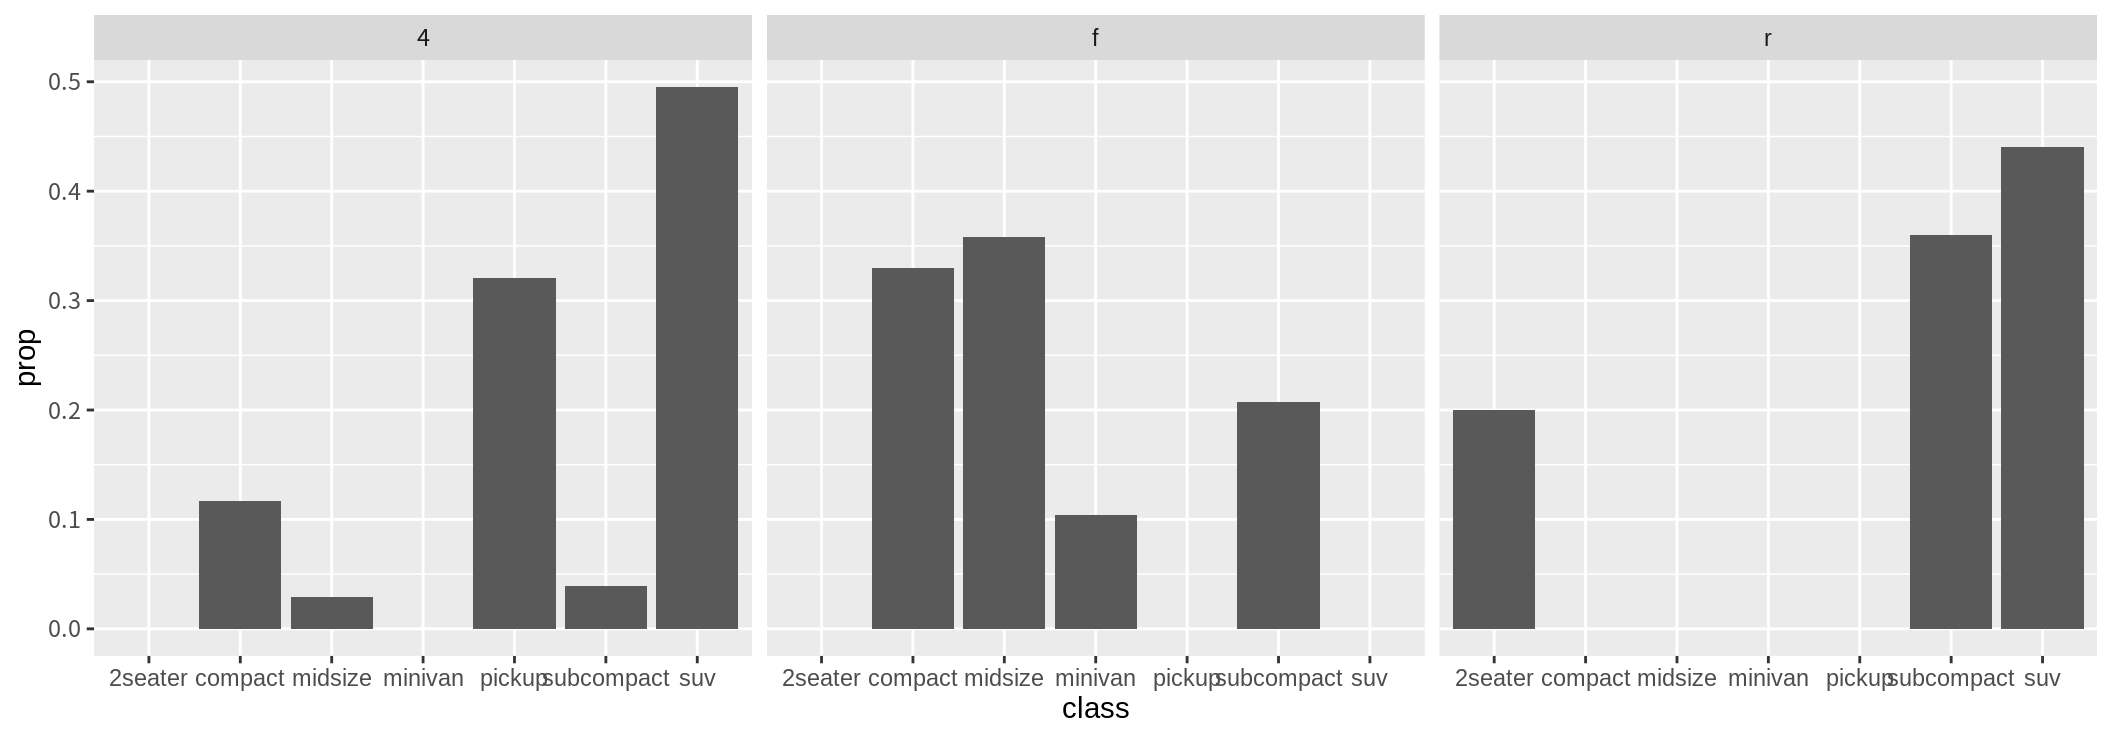 4 f r
0.5
0.4
0.3
0.2
0.1
0.0
prop
2seater compact midsize minivan pickup subcompact suv 2seater compact midsize minivan pickup subcompact suv 2seater compact midsize minivan pickup subcompact suv
class